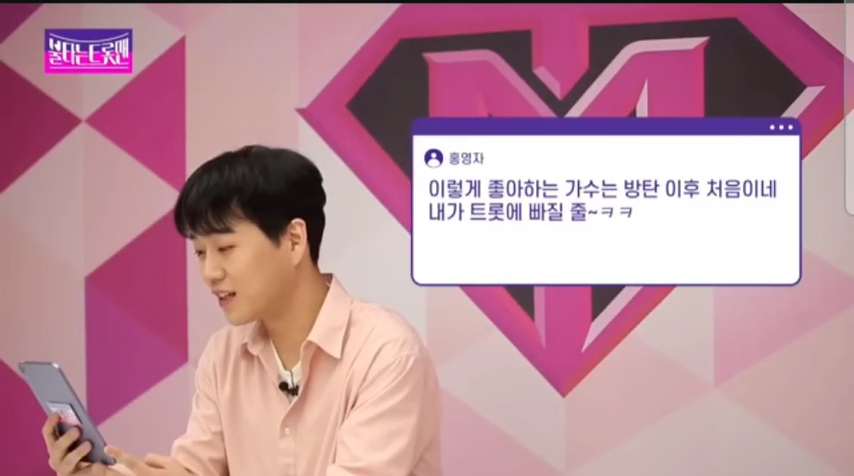 불타는트롯맨
M
홍영자
이렇게 좋아하는 가수는 방탄 이후 처음이네
내가 트롯에 빠질 줄~ㅋㅋ